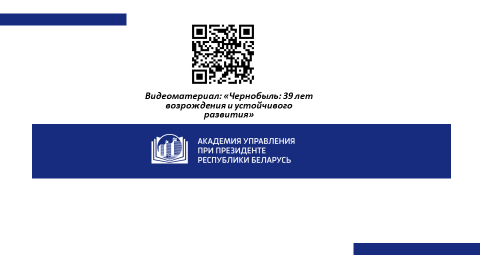 Видеоматериал: «Чернобыль: 39 лет
возрождения и устойчивого
развития»
АКАДЕМИЯ УПРАВЛЕНИЯ
ПРИ ПРЕЗИДЕНТЕ
РЕСПУБЛИКИ БЕЛАРУСЬ